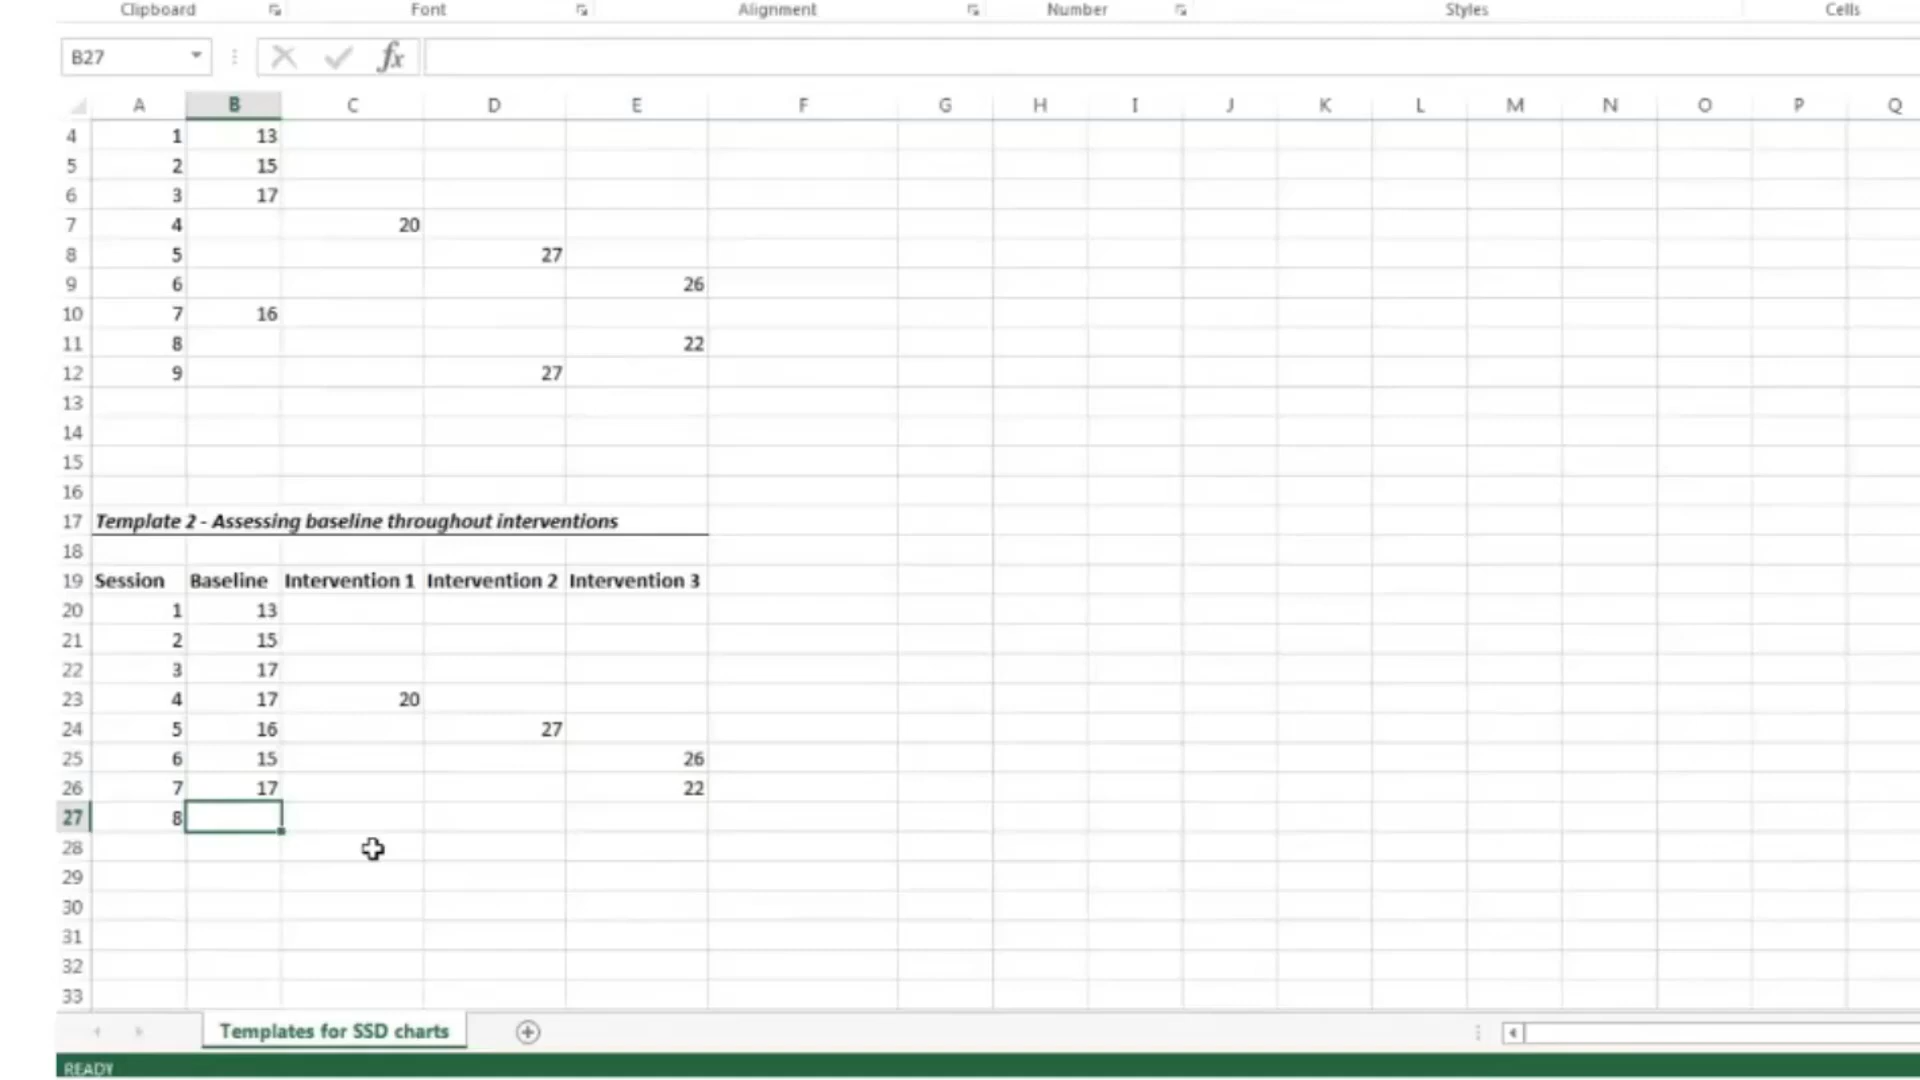 Clipboard Font Alignment Number Styles Cells
B27 fx
A B C D E F G H I J K L M N O P Q
4 1 13
5 2 15
6 3 17
7 4 20
8 5 27
9 6 26
10 7 16
11 8 22
12 9 27
13
14
15
16
17 Template 2 - Assessing baseline throughout interventions
18
19 Session Baseline Intervention 1 Intervention 2 Intervention 3
20 1 13
21 2 15
22 3 17
23 4 17 20
24 5 16 27
25 6 15 26
26 7 17 22
27 8
28
29
30
31
32
33
Templates for SSD charts
READY